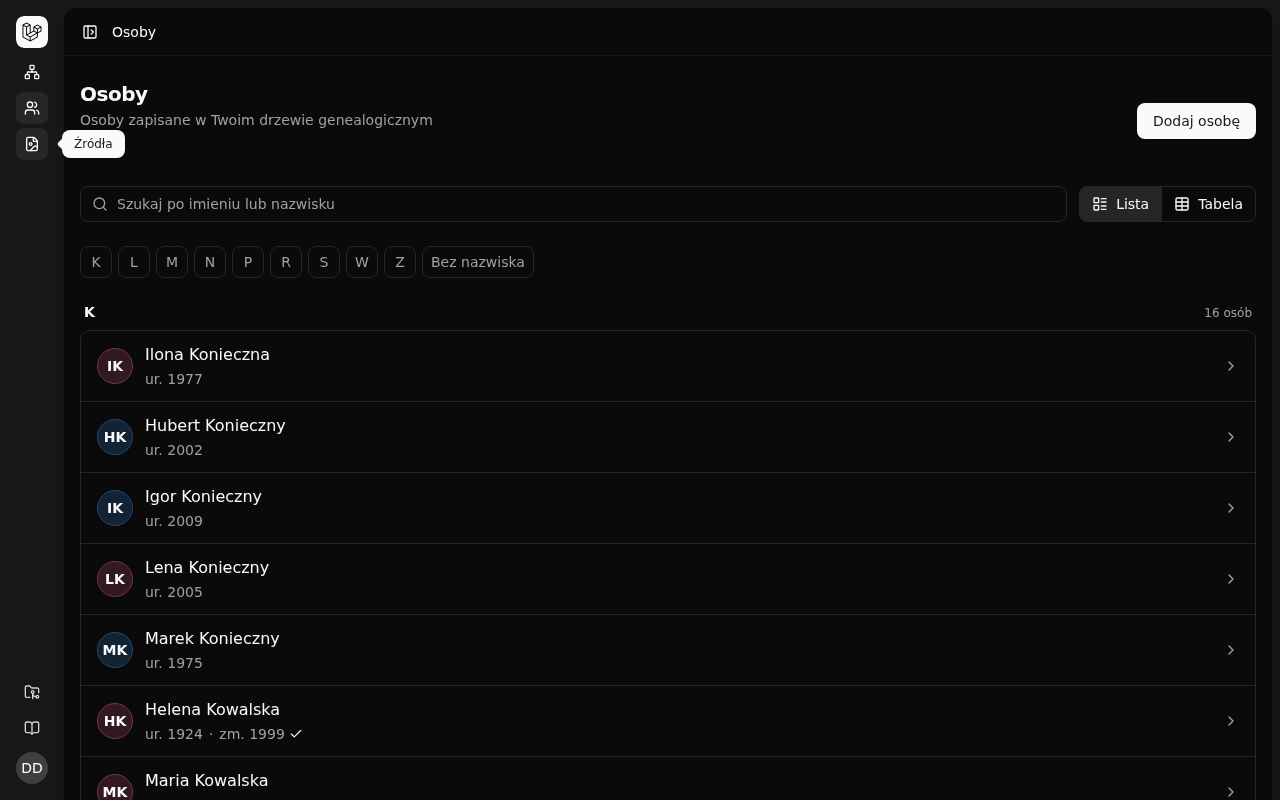 Osoby
Osoby
Osoby zapisane w Twoim drzewie genealogicznym
Dodaj osobę
Źródła
Szukaj po imieniu lub nazwisku
Lista
Tabela
K L M N P R S W Z Bez nazwiska
K
16 osób
IK
Ilona Konieczna
ur. 1977
HK
Hubert Konieczny
ur. 2002
IK
Igor Konieczny
ur. 2009
LK
Lena Konieczny
ur. 2005
MK
Marek Konieczny
ur. 1975
HK
Helena Kowalska
ur. 1924 · zm. 1999 ✓
MK
Maria Kowalska
DD